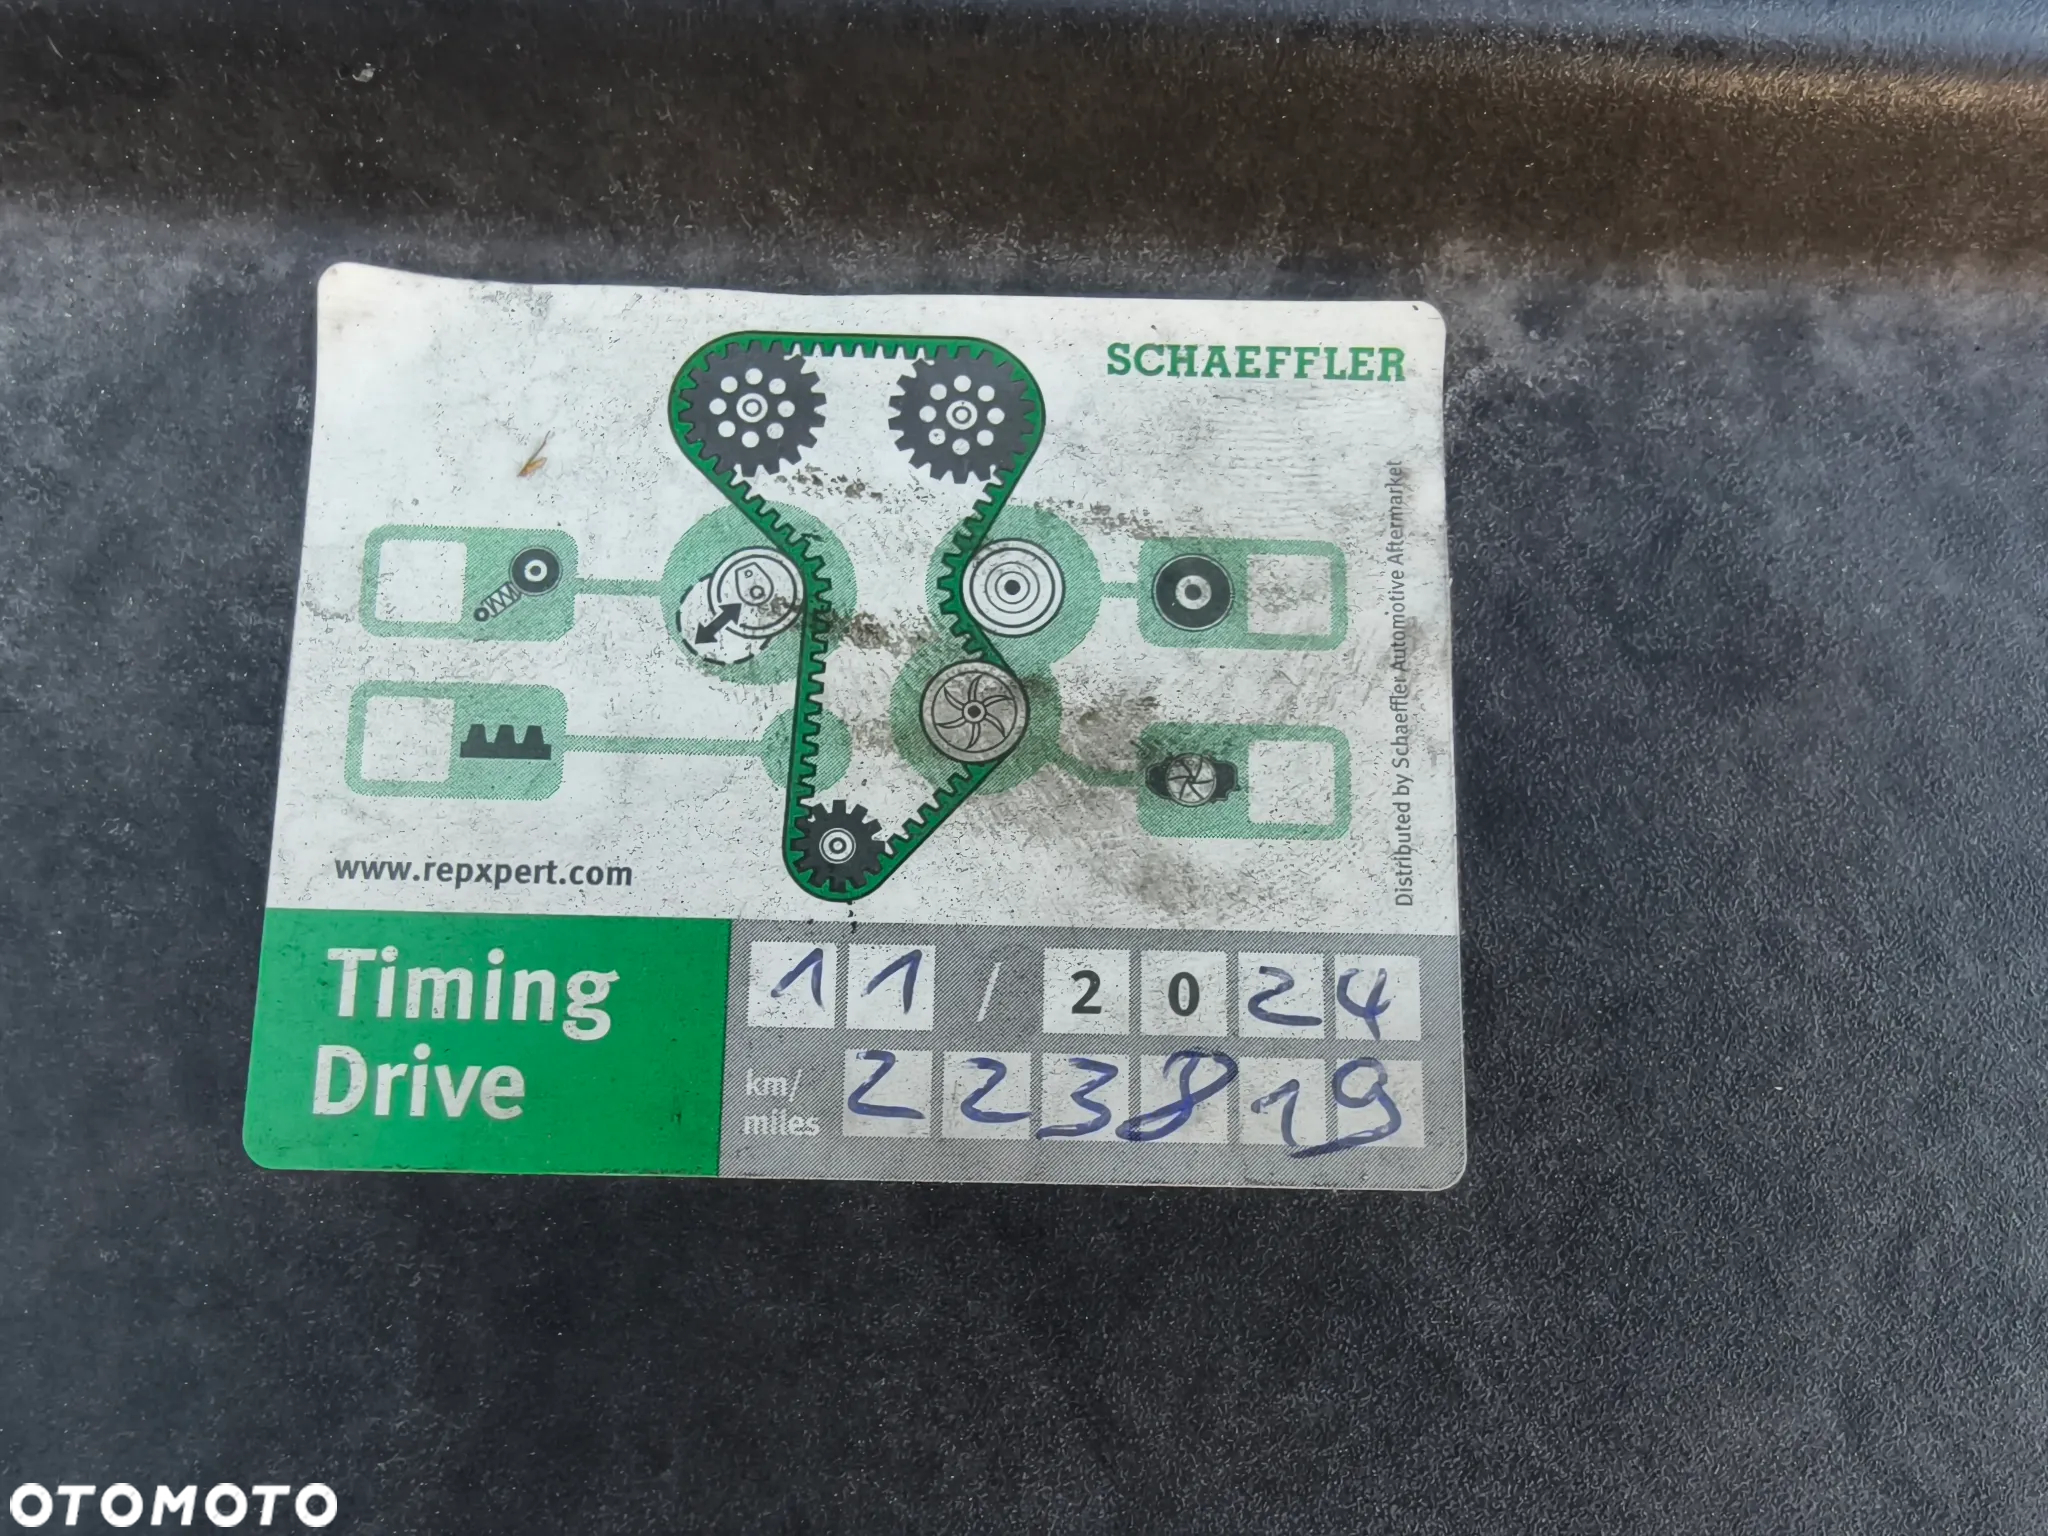 SCHAEFFLER
Distributed by Schaeffler Automotive Aftermarket
www.repxpert.com
Timing
Drive
11 / 2024
km/
miles
223819
OTOMOTO